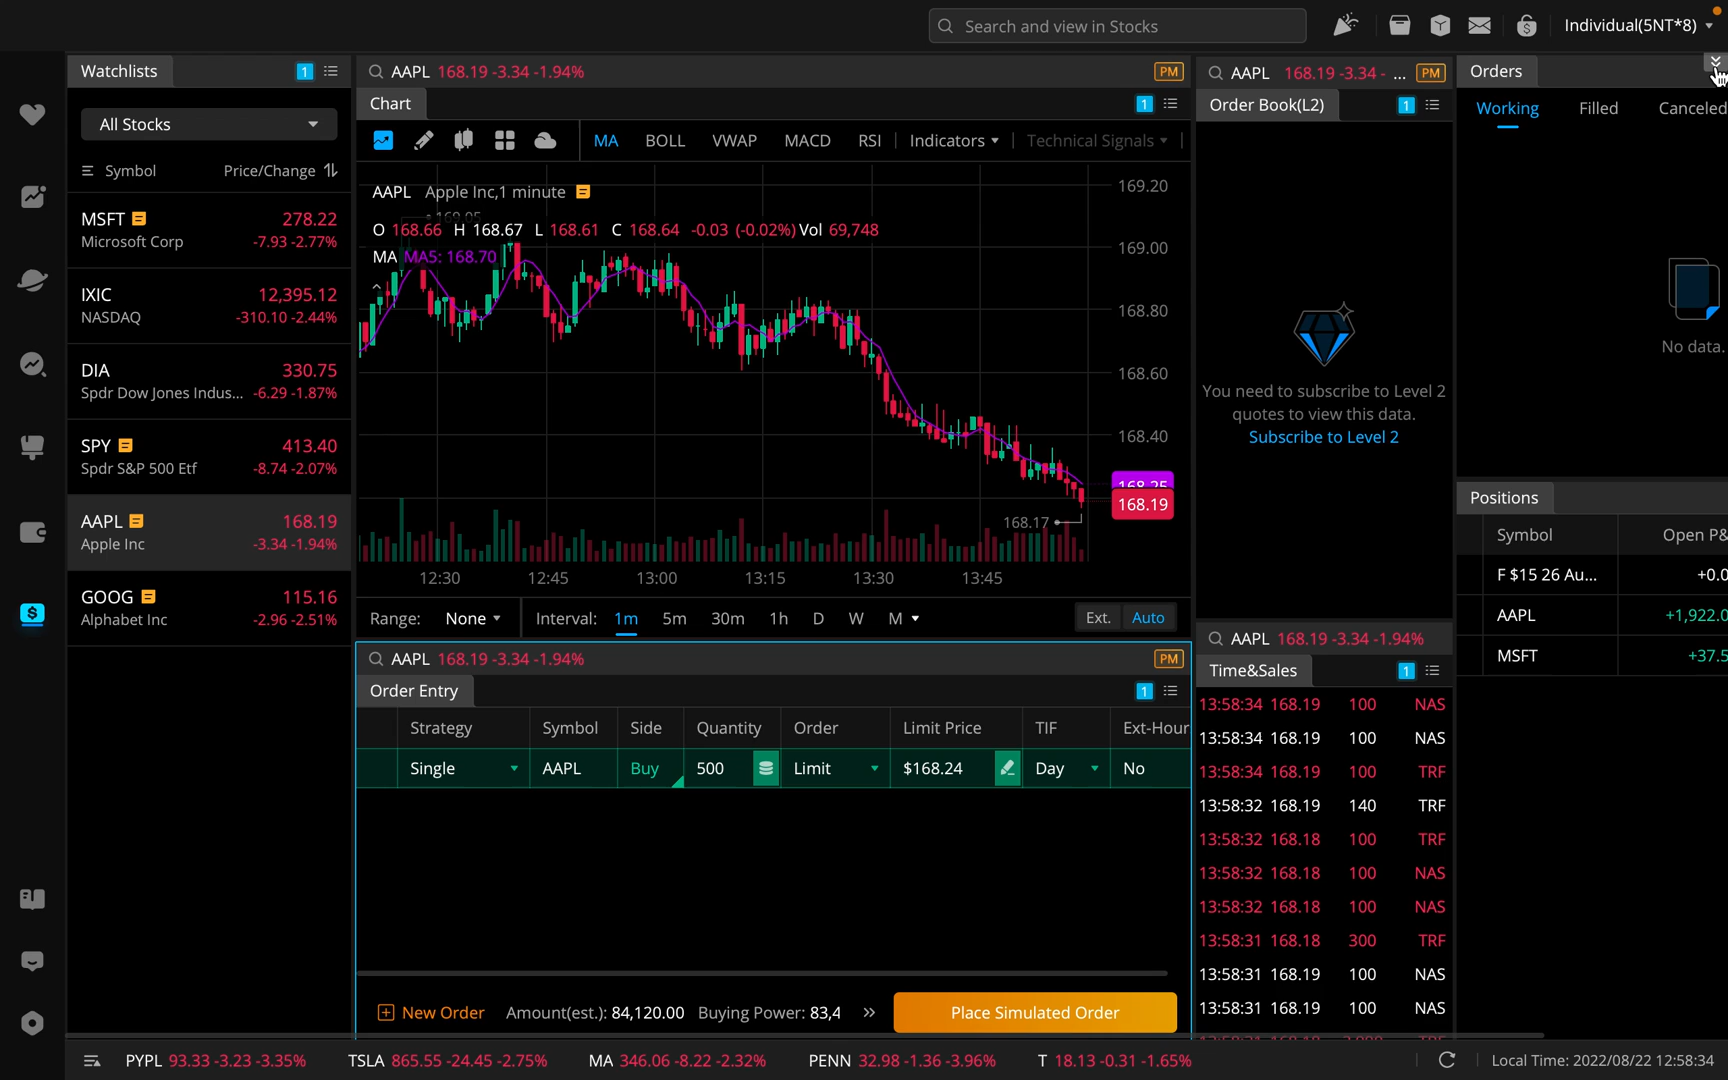 Search and view in Stocks
Individual(5NT*8)
Watchlists
1
All Stocks
Symbol Price/Change
MSFT 278.22
Microsoft Corp -7.93 -2.77%
IXIC 12,395.12
NASDAQ -310.10 -2.44%
DIA 330.75
Spdr Dow Jones Indus... -6.29 -1.87%
SPY 413.40
Spdr S&P 500 Etf -8.74 -2.07%
AAPL 168.19
Apple Inc -3.34 -1.94%
GOOG 115.16
Alphabet Inc -2.96 -2.51%
AAPL 168.19 -3.34 -1.94% PM
Chart 1
MA BOLL VWAP MACD RSI Indicators Technical Signals
AAPL Apple Inc,1 minute
169.05
O 168.66 H 168.67 L 168.61 C 168.64 -0.03 (-0.02%) Vol 69,748
MA MA5: 168.70
169.20
169.00
168.80
168.60
168.40
168.25
168.19
168.17
12:30 12:45 13:00 13:15 13:30 13:45
Range: None Interval: 1m 5m 30m 1h D W M Ext. Auto
AAPL 168.19 -3.34 -1.94% PM
Order Entry 1
Strategy Symbol Side Quantity Order Limit Price TIF Ext-Hour
Single AAPL Buy 500 Limit $168.24 Day No
New Order Amount(est.): 84,120.00 Buying Power: 83,4 Place Simulated Order
AAPL 168.19 -3.34 - ... PM
Order Book(L2) 1
You need to subscribe to Level 2
quotes to view this data.
Subscribe to Level 2
AAPL 168.19 -3.34 -1.94%
Time&Sales 1
13:58:34 168.19 100 NAS
13:58:34 168.19 100 NAS
13:58:34 168.19 100 TRF
13:58:32 168.19 140 TRF
13:58:32 168.18 100 TRF
13:58:32 168.18 100 NAS
13:58:32 168.18 100 NAS
13:58:31 168.18 300 TRF
13:58:31 168.19 100 NAS
13:58:31 168.19 100 NAS
Orders
Working Filled Canceled
No data.
Positions
Symbol Open P&
F $15 26 Au... +0.0
AAPL +1,922.0
MSFT +37.5
PYPL 93.33 -3.23 -3.35% TSLA 865.55 -24.45 -2.75% MA 346.06 -8.22 -2.32% PENN 32.98 -1.36 -3.96% T 18.13 -0.31 -1.65% Local Time: 2022/08/22 12:58:34